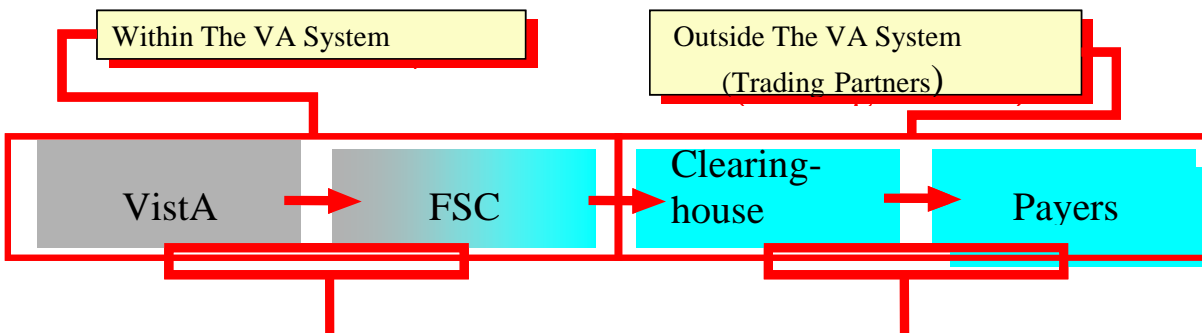 Within The VA System
Outside The VA System
(Trading Partners)
VistA
FSC
Clearing-
house
Payers